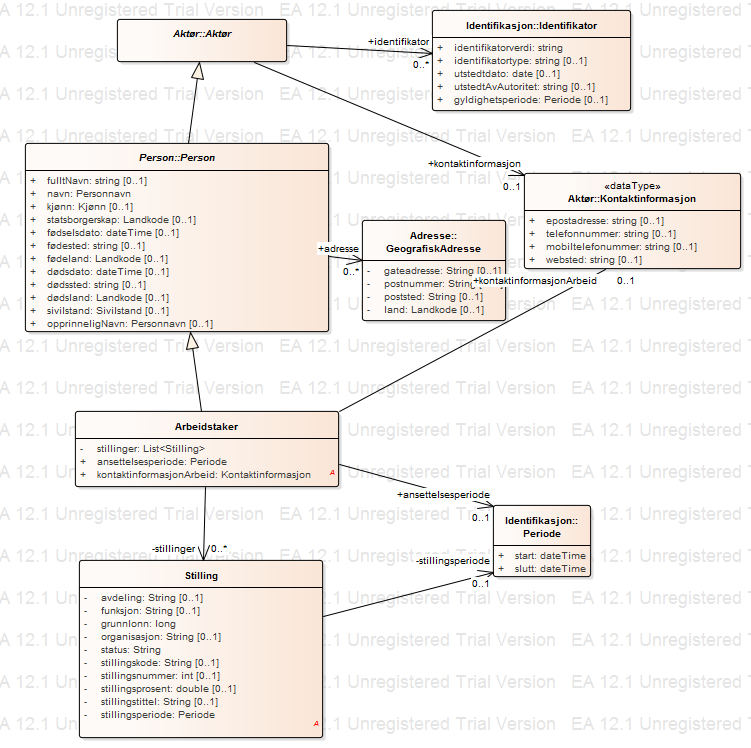 EA 12.1 Unregistered Trial Version
Aktør::Aktør
+identifikator
0..*
Identifikasjon::Identifikator
+ identifikatorverdi: string
+ identifikatortype: string [0..1]
+ utstedtdato: date [0..1]
+ utstedtAvAutoritet: string [0..1]
+ gyldighetsperiode: Periode [0..1]
+kontaktinformasjon
0..1
«dataType»
Aktør::Kontaktinformasjon
+ epostadresse: string [0..1]
+ telefonnummer: string [0..1]
+ mobiltelefonummer: string [0..1]
+ websted: string [0..1]
Person::Person
+ fulltNavn: string [0..1]
+ navn: Personnavn
+ kjønn: Kjønn [0..1]
+ statsborgerskap: Landkode [0..1]
+ fødselsdato: dateTime [0..1]
+ fødested: string [0..1]
+ fødeland: Landkode [0..1]
+ dødsdato: dateTime [0..1]
+ dødssted: string [0..1]
+ dødsland: Landkode [0..1]
+ sivilstand: Sivilstand [0..1]
+ opprinneligNavn: Personnavn [0..1]
+adresse
0..*
Adresse::
GeografiskAdresse
- gateadresse: String [0..1]
- postnummer: String
- poststed: String [0..1]
- land: Landkode [0..1]
+kontaktinformasjonArbeid
0..1
Arbeidstaker
- stillinger: List<Stilling>
+ ansettelsesperiode: Periode
+ kontaktinformasjonArbeid: Kontaktinformasjon
A
+ansettelsesperiode
0..1
Identifikasjon::
Periode
+ start: dateTime
+ slutt: dateTime
-stillinger
0..*
-stillingsperiode
0..1
Stilling
- avdeling: String [0..1]
- funksjon: String [0..1]
- grunnlonn: long
- organisasjon: String [0..1]
- status: String
- stillingskode: String [0..1]
- stillingsnummer: int [0..1]
- stillingsprosent: double [0..1]
- stillingstittel: String [0..1]
- stillingsperiode: Periode
A